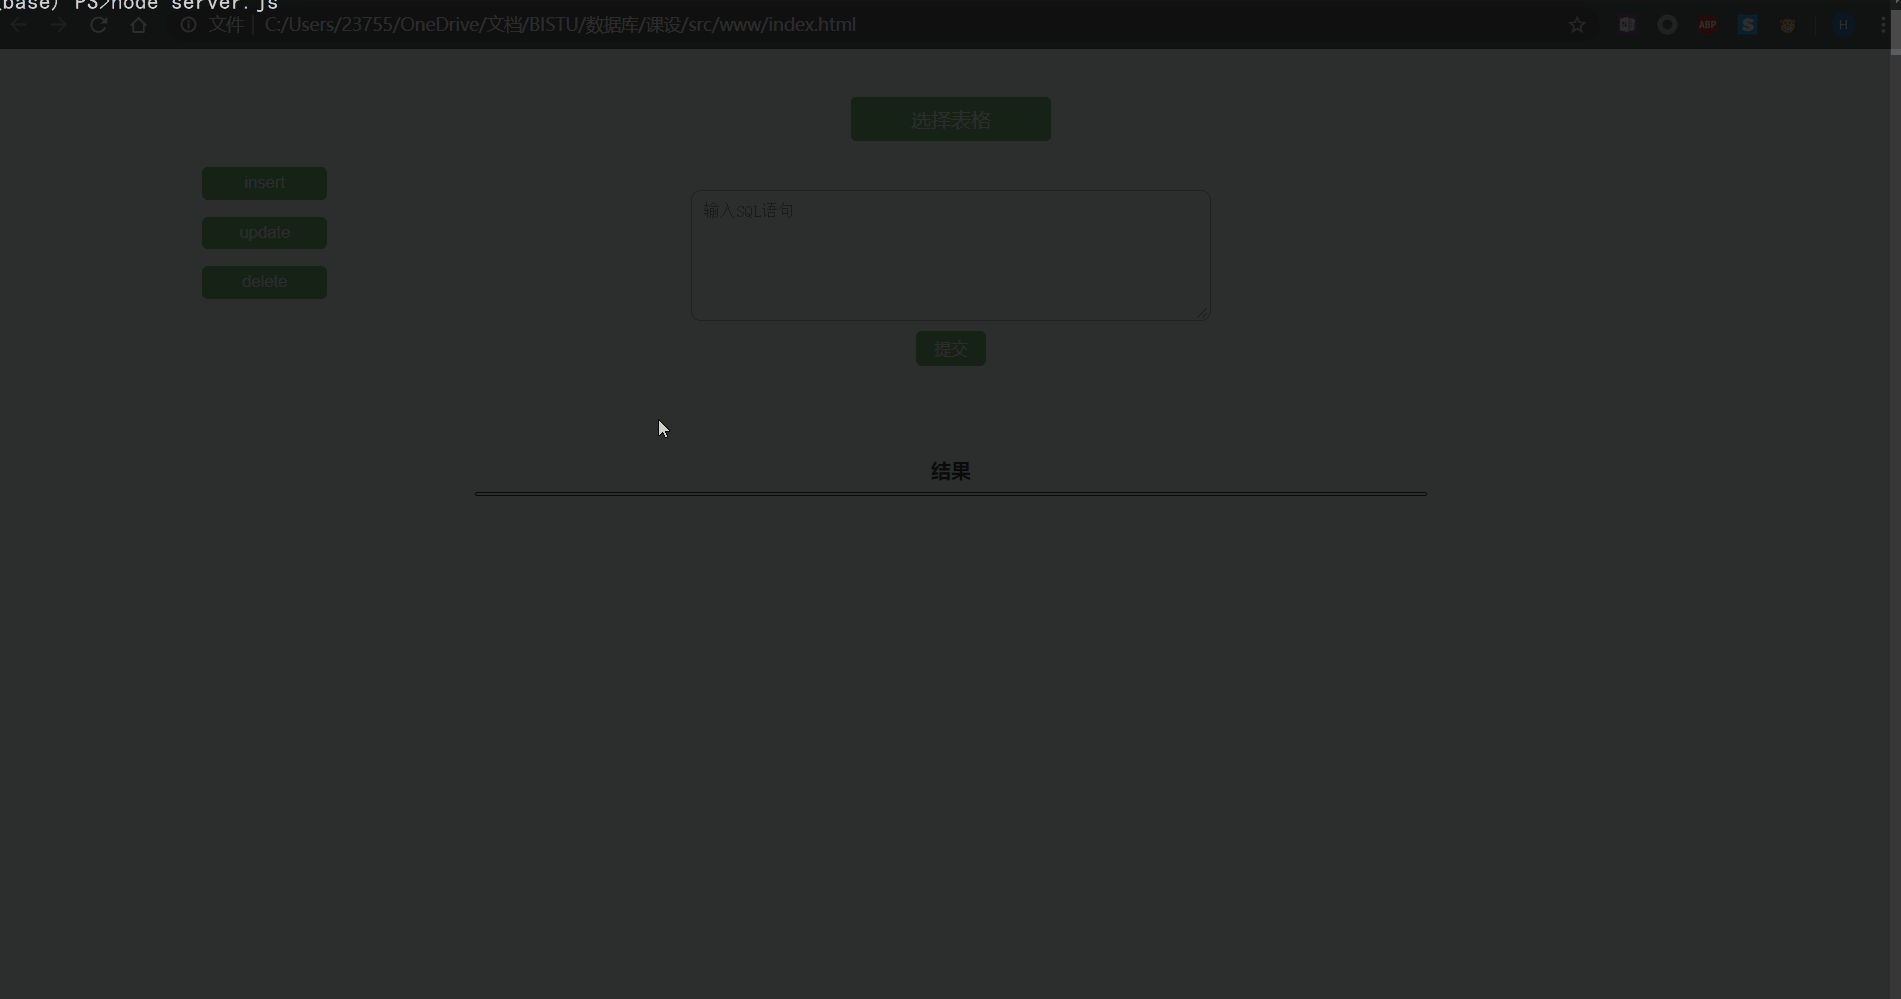 (base) PS>node server.js
文件 | C:/Users/23755/OneDrive/文档/BISTU/数据库/课设/src/www/index.html
ABP
S
H
选择表格
insert
update
delete
输入SQL语句
提交
结果